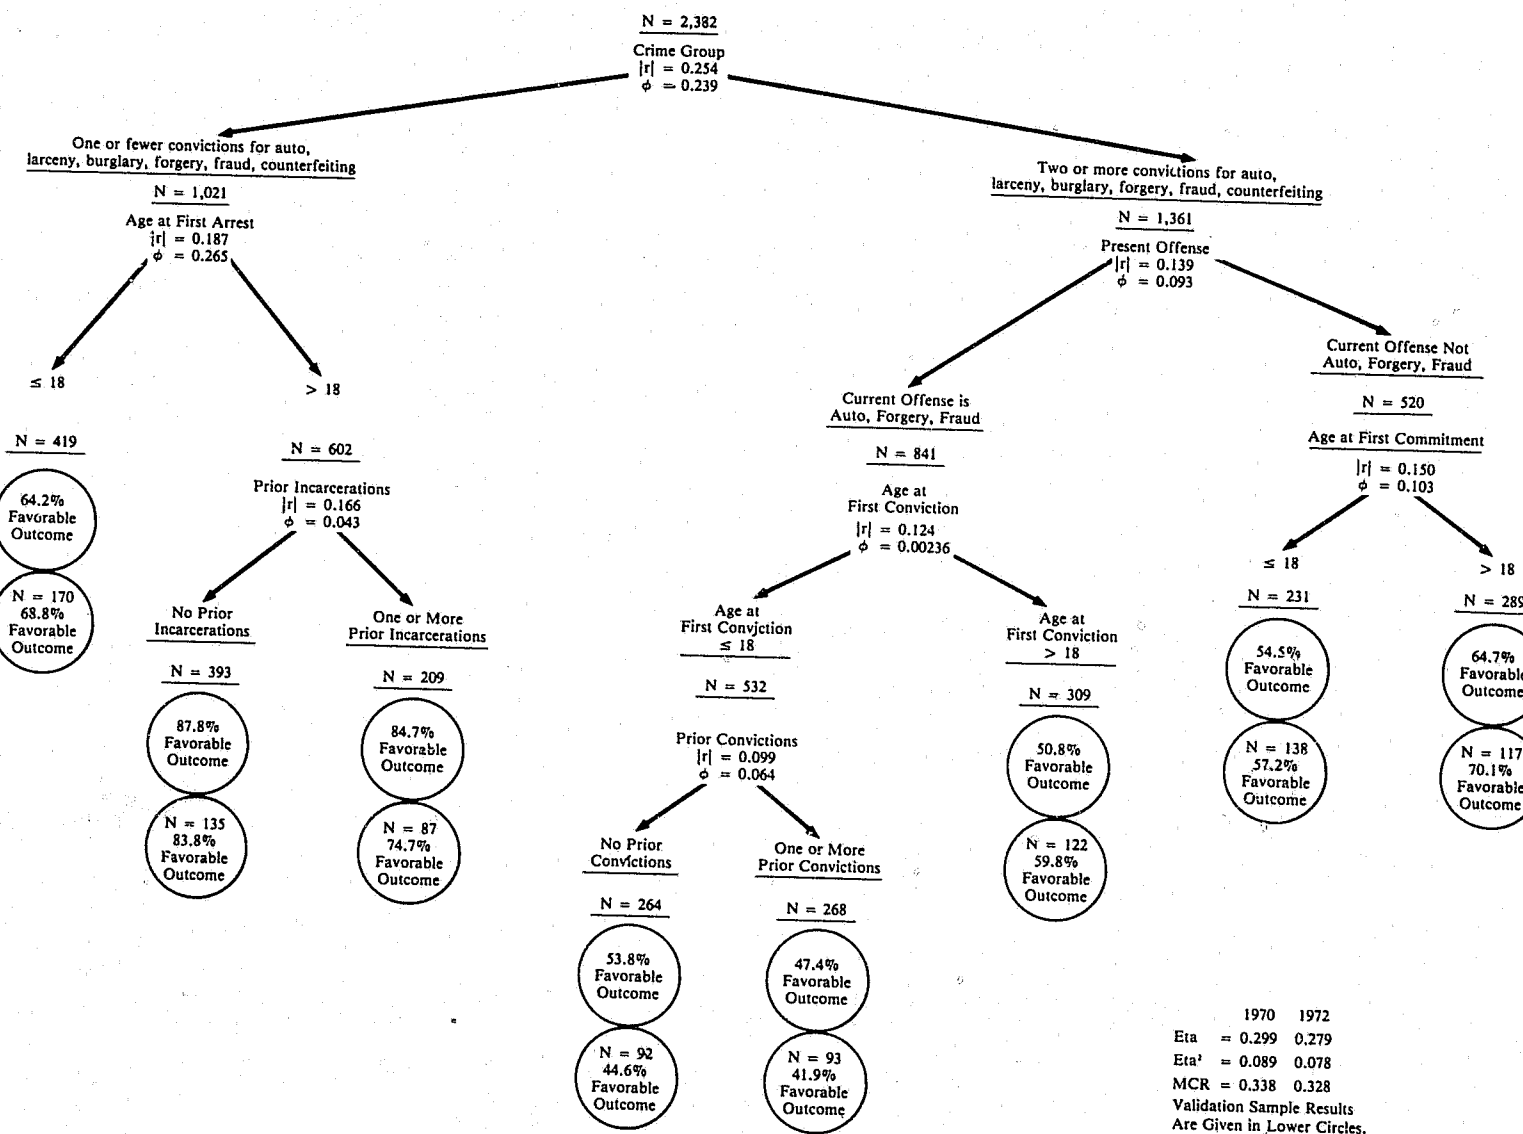 N = 2,382
Crime Group
|r| = 0.254
ϕ = 0.239
One or fewer convictions for auto,
larceny, burglary, forgery, fraud, counterfeiting
N = 1,021
Age at First Arrest
|r| = 0.187
ϕ = 0.265
≤ 18
N = 419
64.2%
Favorable
Outcome
N = 170
68.8%
Favorable
Outcome
> 18
N = 602
Prior Incarcerations
|r| = 0.166
ϕ = 0.043
No Prior
Incarcerations
N = 393
87.8%
Favorable
Outcome
N = 135
83.8%
Favorable
Outcome
One or More
Prior Incarcerations
N = 209
84.7%
Favorable
Outcome
N = 87
74.7%
Favorable
Outcome
Two or more convictions for auto,
larceny, burglary, forgery, fraud, counterfeiting
N = 1,361
Present Offense
|r| = 0.139
ϕ = 0.093
Current Offense is
Auto, Forgery, Fraud
N = 841
Age at
First Conviction
|r| = 0.124
ϕ = 0.00236
Age at
First Conviction
≤ 18
N = 532
Prior Convictions
|r| = 0.099
ϕ = 0.064
No Prior
Convictions
N = 264
53.8%
Favorable
Outcome
N = 92
44.6%
Favorable
Outcome
One or More
Prior Convictions
N = 268
47.4%
Favorable
Outcome
N = 93
41.9%
Favorable
Outcome
Age at
First Conviction
> 18
N = 309
50.8%
Favorable
Outcome
N = 122
59.8%
Favorable
Outcome
Current Offense Not
Auto, Forgery, Fraud
N = 520
Age at First Commitment
|r| = 0.150
ϕ = 0.103
≤ 18
N = 231
54.5%
Favorable
Outcome
N = 138
57.2%
Favorable
Outcome
> 18
N = 289
64.7%
Favorable
Outcome
N = 117
70.1%
Favorable
Outcome
1970 1972
Eta = 0.299 0.279
Eta² = 0.089 0.078
MCR = 0.338 0.328
Validation Sample Results
Are Given in Lower Circles.